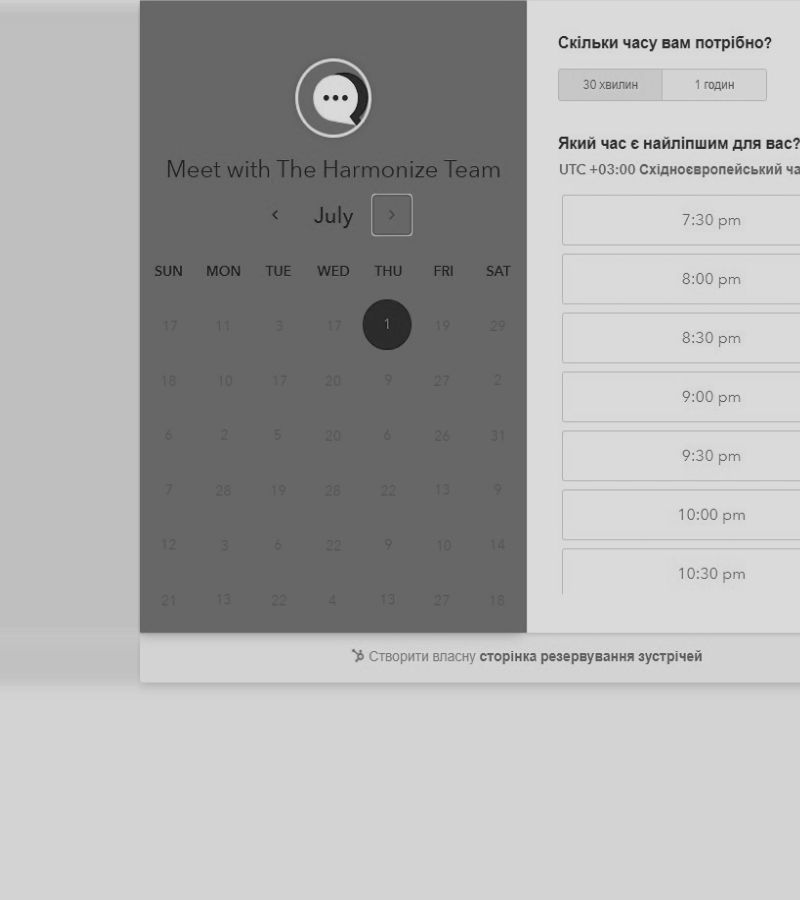 Meet with The Harmonize Team
July
SUN MON TUE WED THU FRI SAT
17 11 3 17 1 19 29
18 10 17 20 9 27 2
6 2 5 20 6 26 31
7 28 19 28 22 13 9
12 3 6 22 9 10 14
21 13 22 4 13 27 18
Скільки часу вам потрібно?
30 хвилин 1 годин
Який час є найліпшим для вас?
UTC +03:00 Східноєвропейський ча
7:30 pm
8:00 pm
8:30 pm
9:00 pm
9:30 pm
10:00 pm
10:30 pm
Створити власну сторінка резервування зустрічей